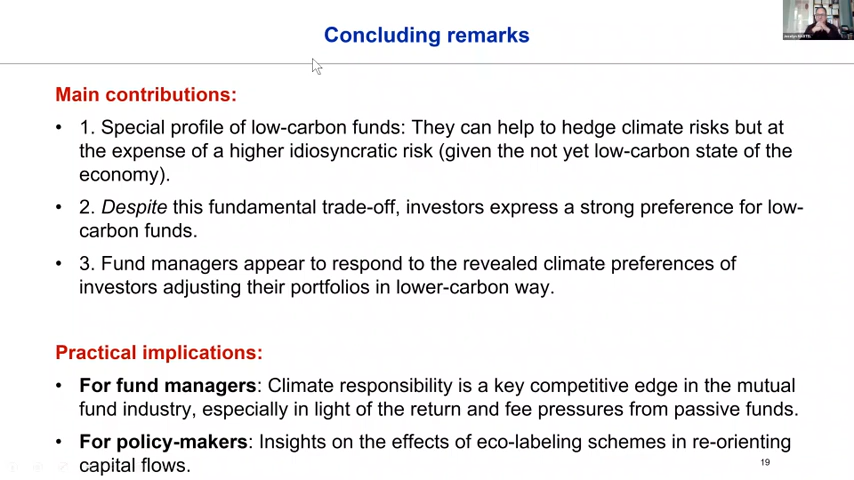 Concluding remarks
Main contributions:
• 1. Special profile of low-carbon funds: They can help to hedge climate risks but at
the expense of a higher idiosyncratic risk (given the not yet low-carbon state of the
economy).
• 2. Despite this fundamental trade-off, investors express a strong preference for low-
carbon funds.
• 3. Fund managers appear to respond to the revealed climate preferences of
investors adjusting their portfolios in lower-carbon way.
Practical implications:
• For fund managers: Climate responsibility is a key competitive edge in the mutual
fund industry, especially in light of the return and fee pressures from passive funds.
• For policy-makers: Insights on the effects of eco-labeling schemes in re-orienting
capital flows.
19